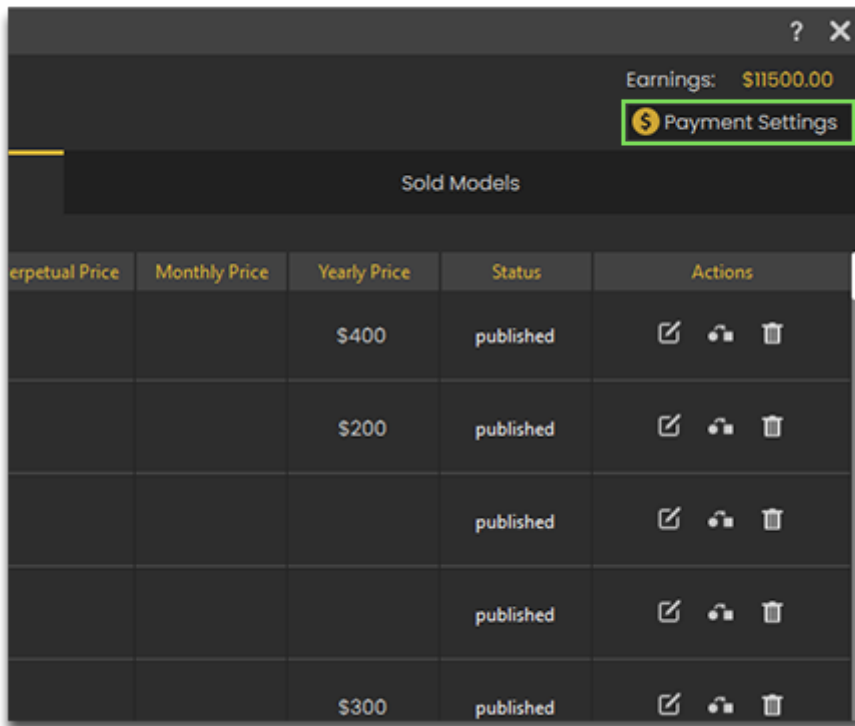 ?
Earnings: $11500.00
$ Payment Settings
Sold Models
erpetual Price Monthly Price Yearly Price Status Actions
$400 published
$200 published
published
published
$300 published